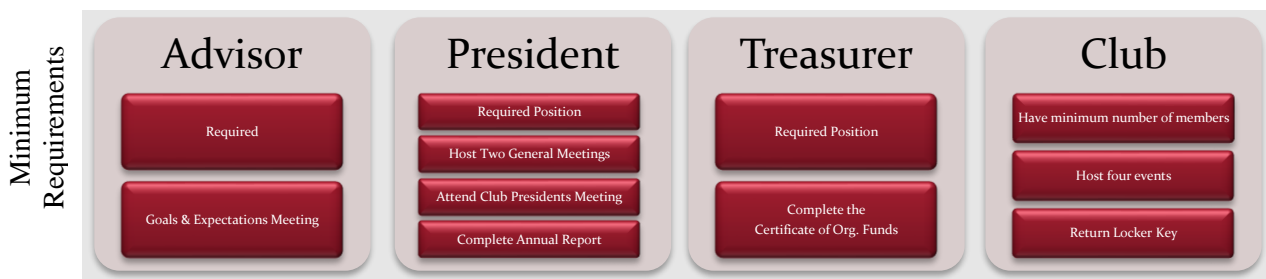 Minimum
Requirements
Advisor
Required
Goals & Expectations Meeting
President
Required Position
Host Two General Meetings
Attend Club Presidents Meeting
Complete Annual Report
Treasurer
Required Position
Complete the
Certificate of Org. Funds
Club
Have minimum number of members
Host four events
Return Locker Key